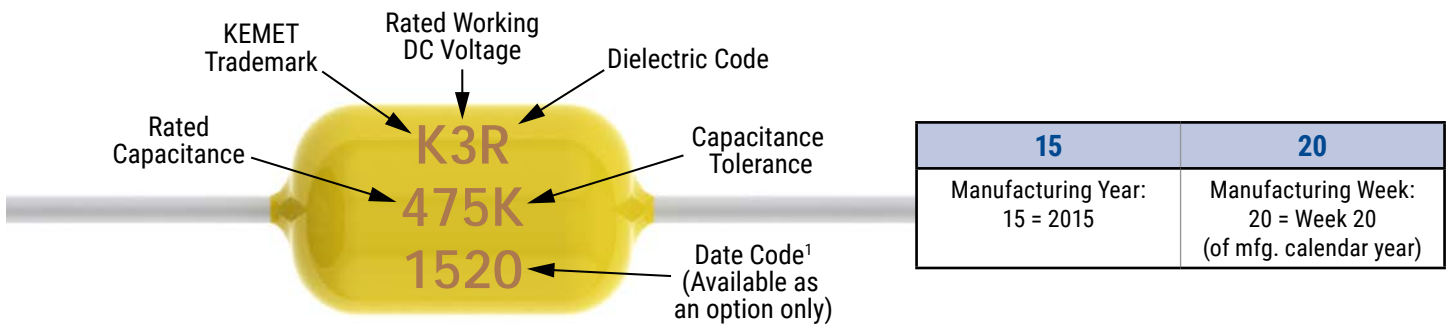 KEMET
Trademark
Rated Working
DC Voltage
Dielectric Code
Rated
Capacitance
Capacitance
Tolerance
K3R
475K
1520
Date Code1
(Available as
an option only)
15
20
Manufacturing Year:
15 = 2015
Manufacturing Week:
20 = Week 20
(of mfg. calendar year)